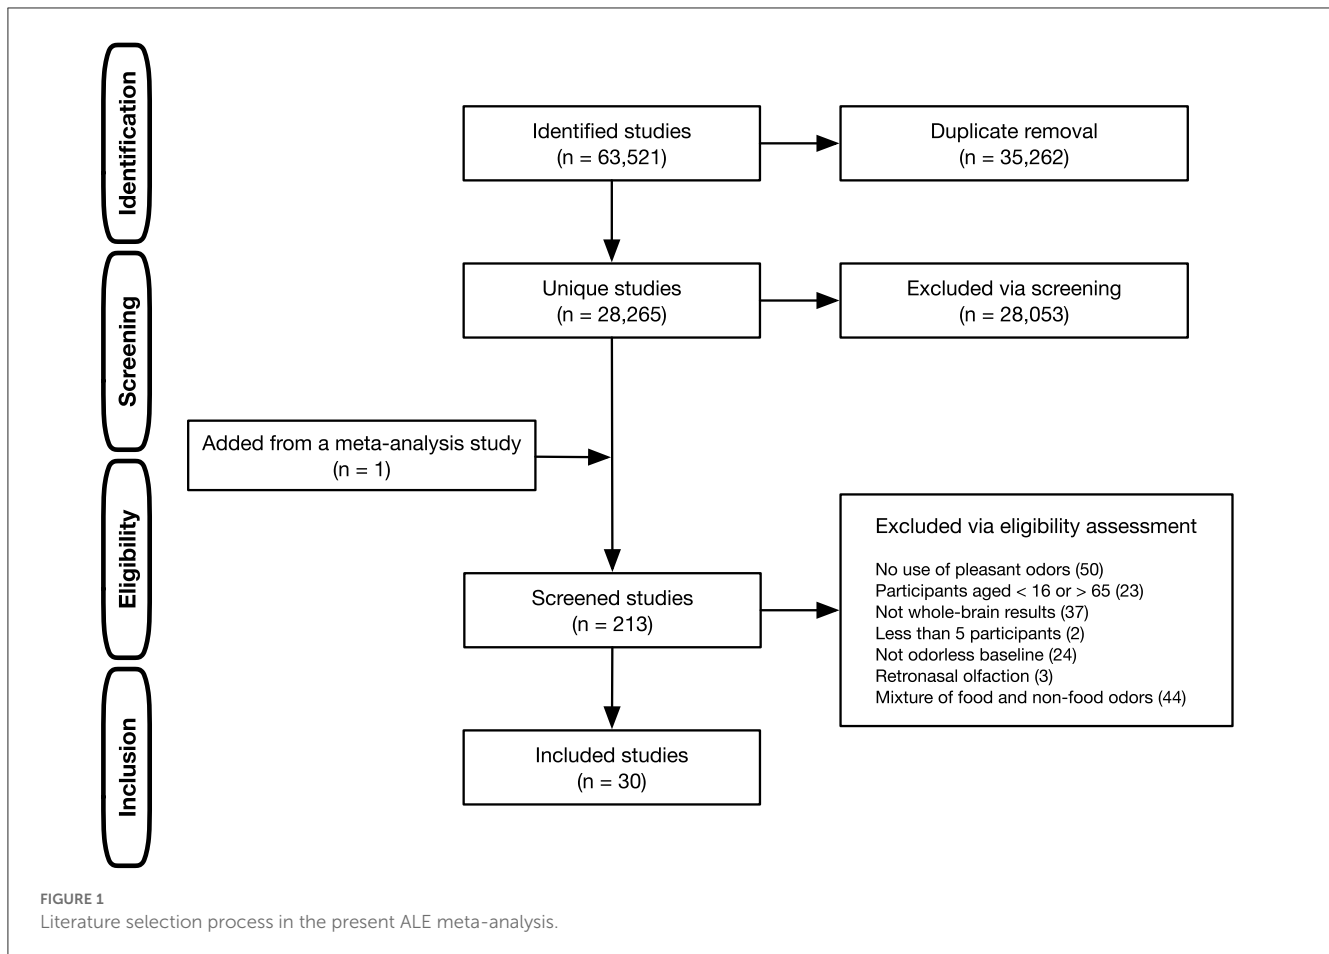 Identification
Identified studies
(n = 63,521)
Duplicate removal
(n = 35,262)
Screening
Unique studies
(n = 28,265)
Excluded via screening
(n = 28,053)
Added from a meta-analysis study
(n = 1)
Eligibility
Screened studies
(n = 213)
Excluded via eligibility assessment
No use of pleasant odors (50)
Participants aged < 16 or > 65 (23)
Not whole-brain results (37)
Less than 5 participants (2)
Not odorless baseline (24)
Retronasal olfaction (3)
Mixture of food and non-food odors (44)
Inclusion
Included studies
(n = 30)
FIGURE 1
Literature selection process in the present ALE meta-analysis.